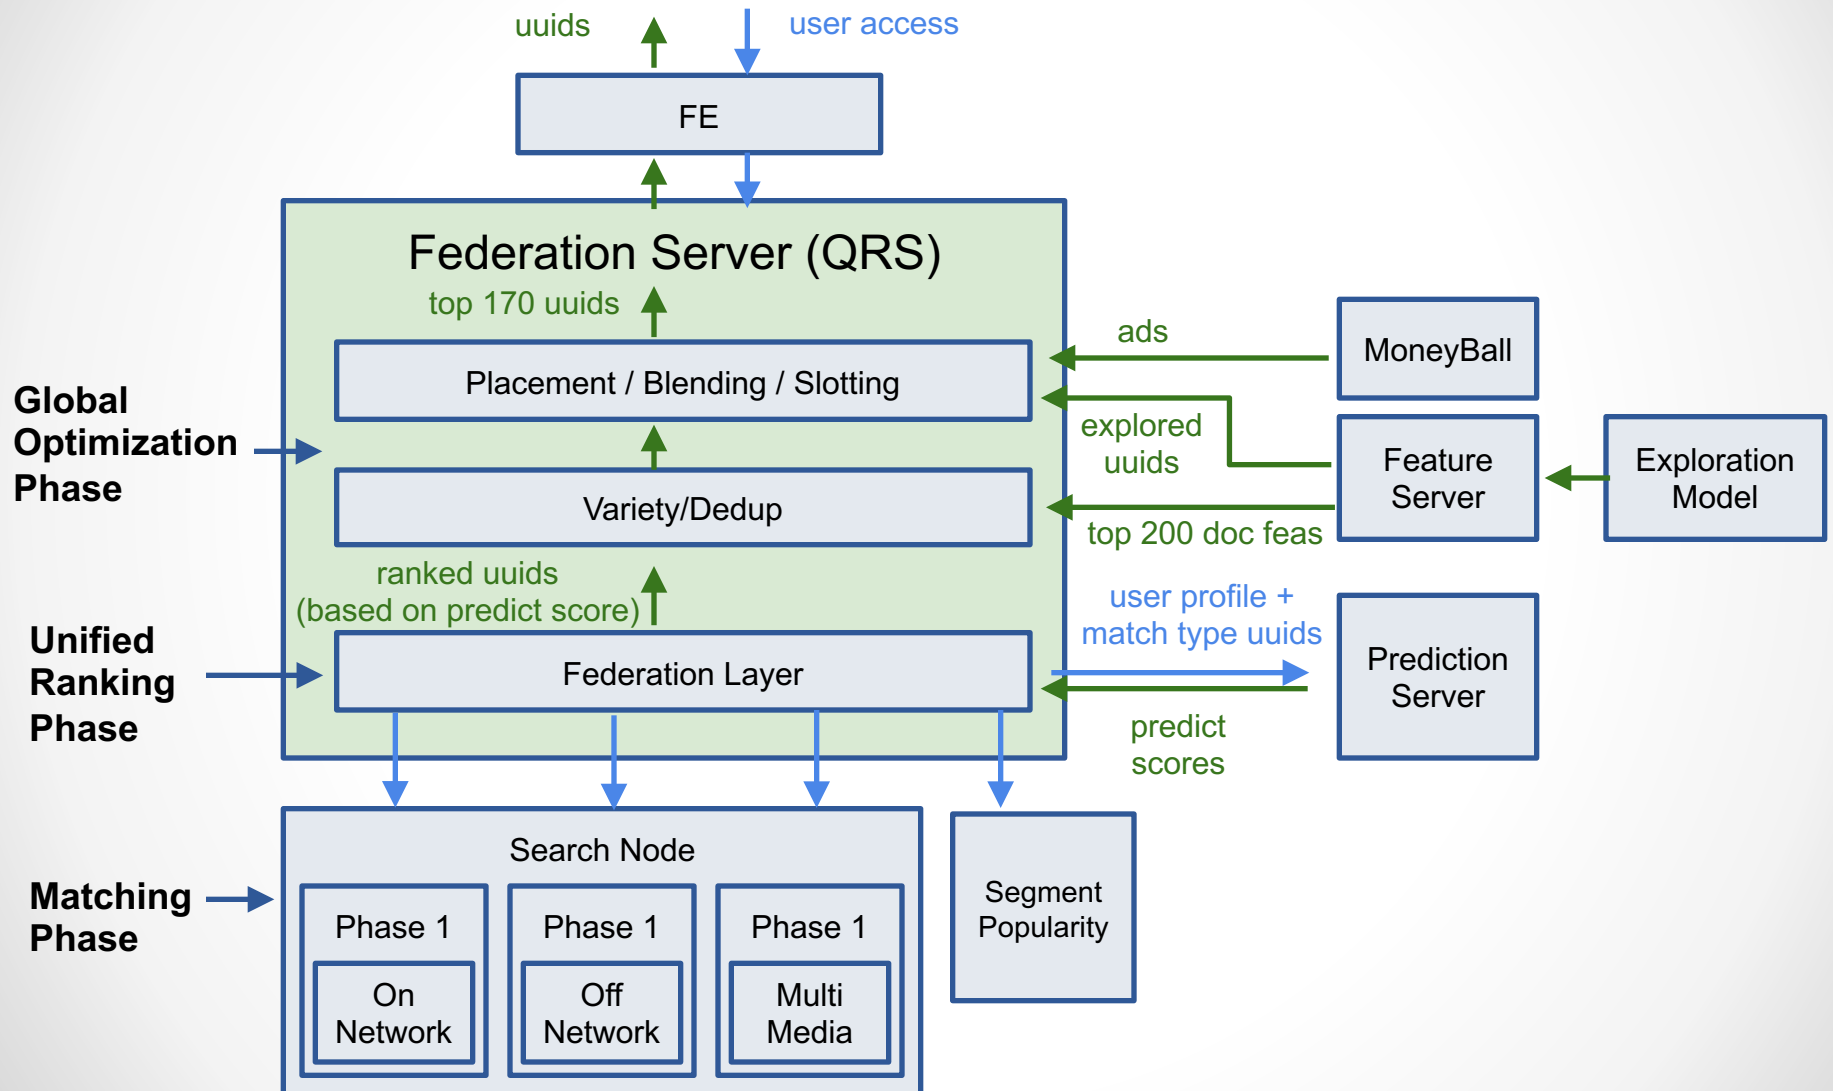 uuids
user access
FE
Federation Server (QRS)
top 170 uuids
Placement / Blending / Slotting
ads
MoneyBall
Global
Optimization
Phase
explored
uuids
Feature
Server
Exploration
Model
Variety/Dedup
top 200 doc feas
ranked uuids
(based on predict score)
user profile +
match type uuids
Unified
Ranking
Phase
Federation Layer
Prediction
Server
predict
scores
Matching
Phase
Search Node
Phase 1
On
Network
Phase 1
Off
Network
Phase 1
Multi
Media
Segment
Popularity